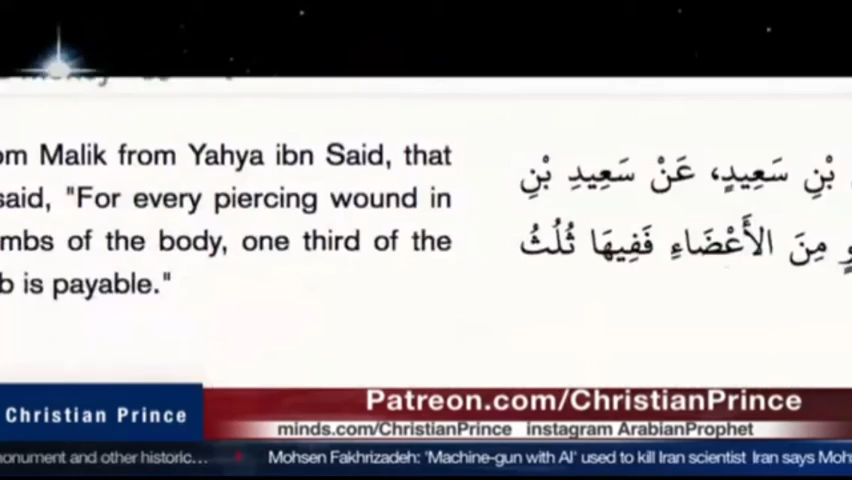 om Malik from Yahya ibn Said, that
said, "For every piercing wound in
mbs of the body, one third of the
b is payable."
بْنِ سَعِيدٍ، عَنْ سَعِيدِ بْنِ
مِنَ الأَعْضَاءِ فَفِيهَا ثُلُثُ
Christian Prince
Patreon.com/ChristianPrince
minds.com/ChristianPrince instagram ArabianProphet
monument and other historic... Mohsen Fakhrizadeh: 'Machine-gun with AI' used to kill Iran scientist Iran says Moh